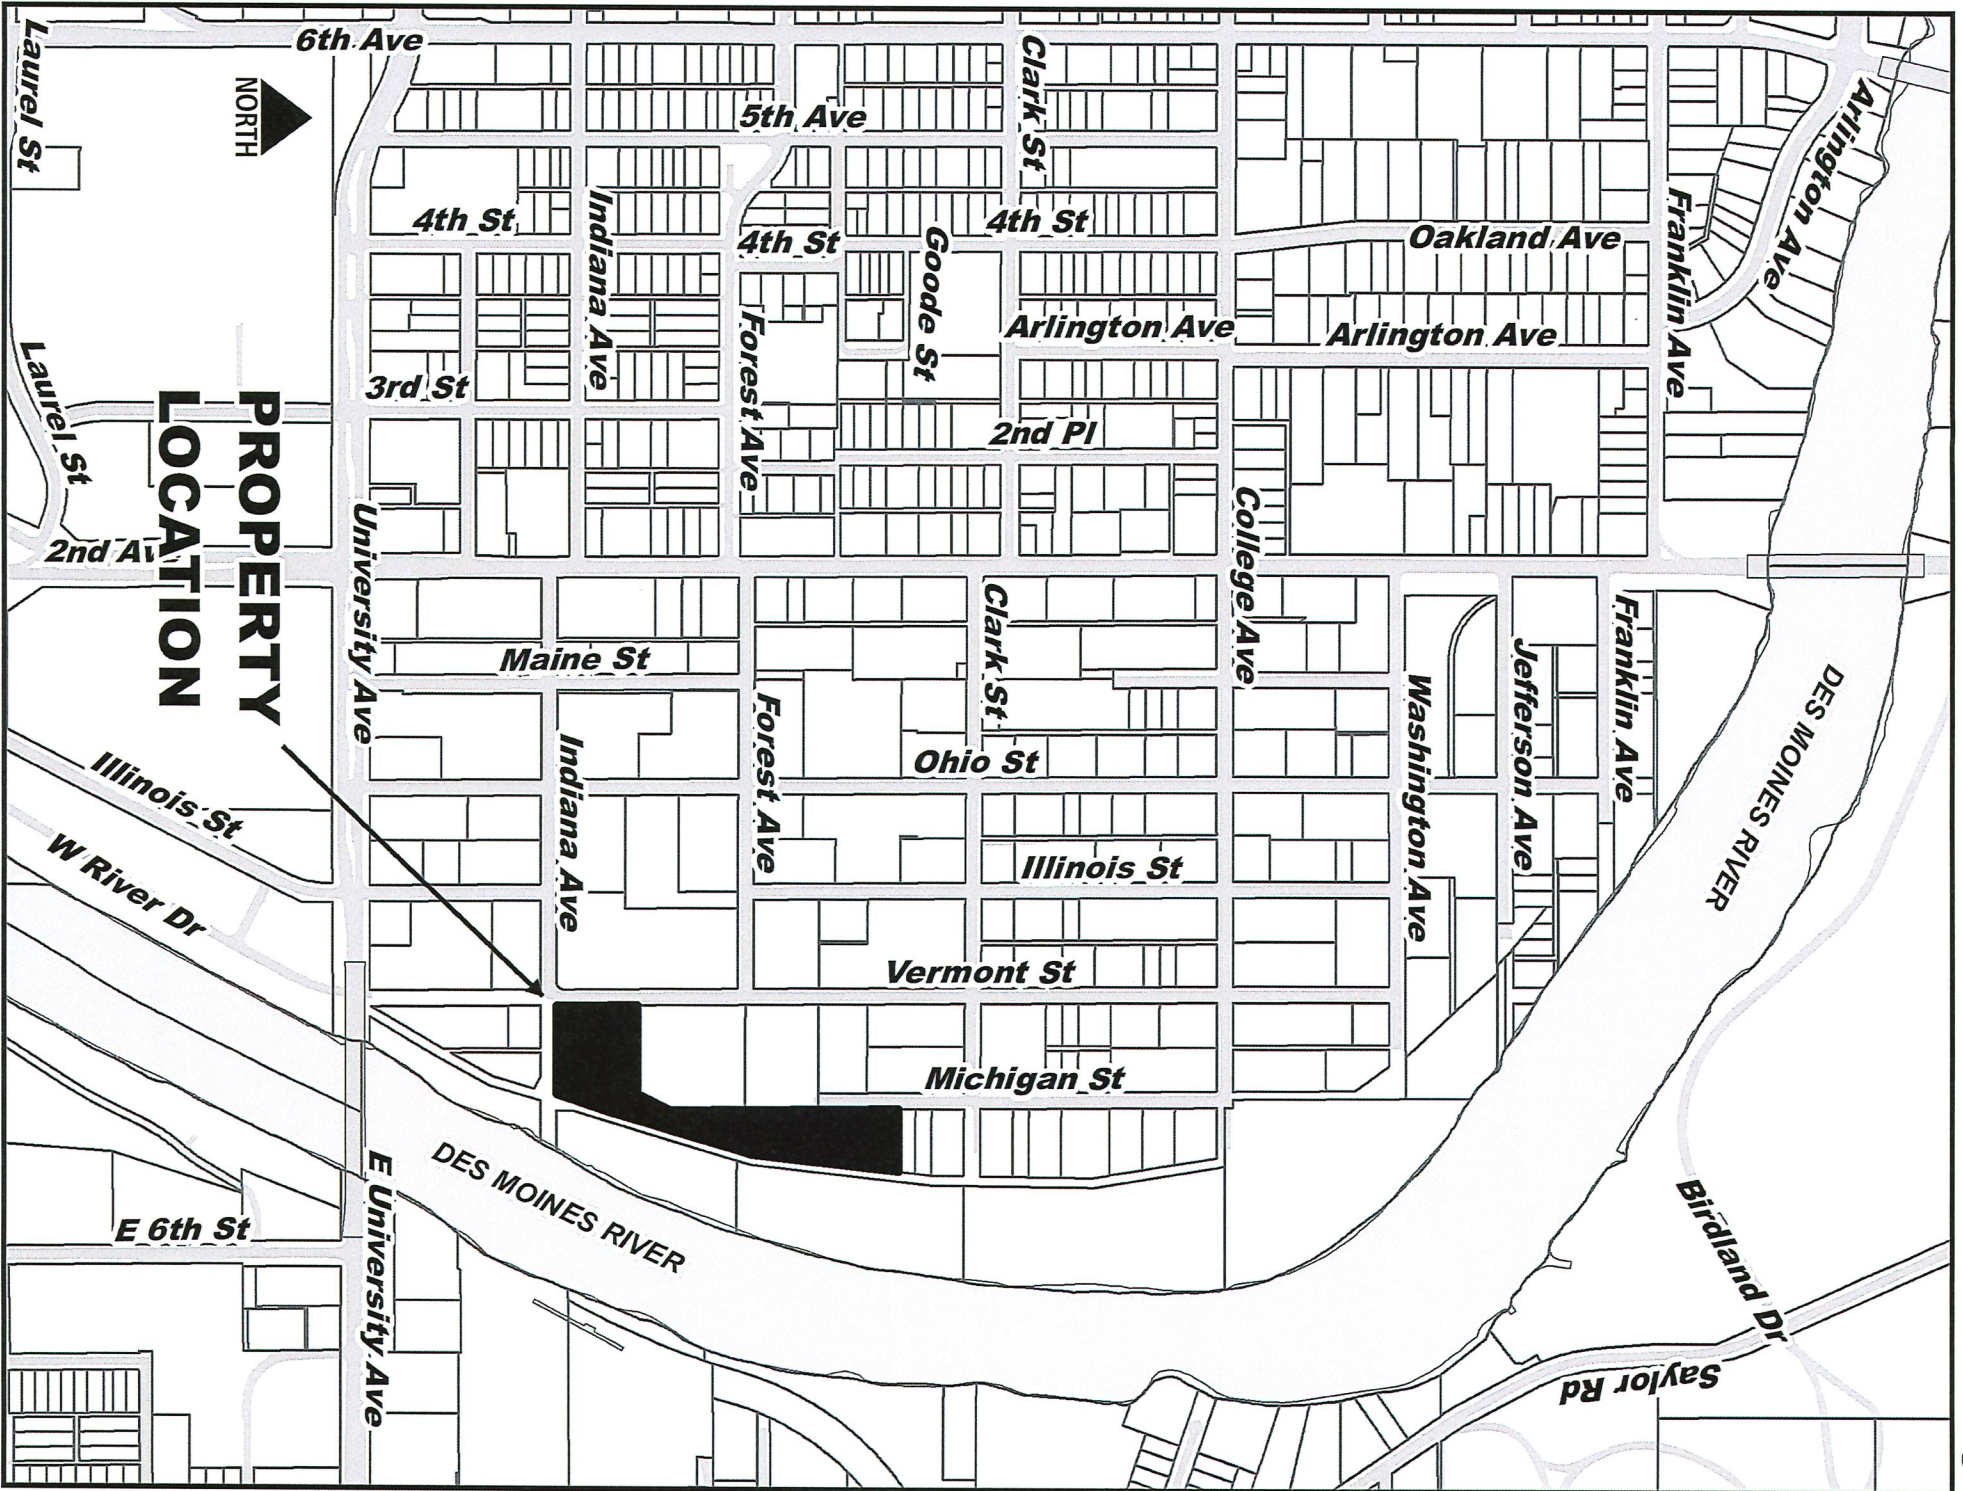 6th Ave
Laurel St
NORTH
5th Ave
Clark St
Arlington Ave
4th St
Indiana Ave
4th St
Goode St
4th St
Oakland Ave
Franklin Ave
Forest Ave
Arlington Ave
Arlington Ave
3rd St
Laurel St
2nd Pl
PROPERTY
LOCATION
2nd Av
University Ave
College Ave
Clark St
Maine St
Franklin Ave
Jefferson Ave
Washington Ave
DES MOINES RIVER
Forest Ave
Indiana Ave
Ohio St
Illinois St
Illinois St
W River Dr
Vermont St
Michigan St
DES MOINES RIVER
E University Ave
E 6th St
Birdland Dr
Saylor Rd